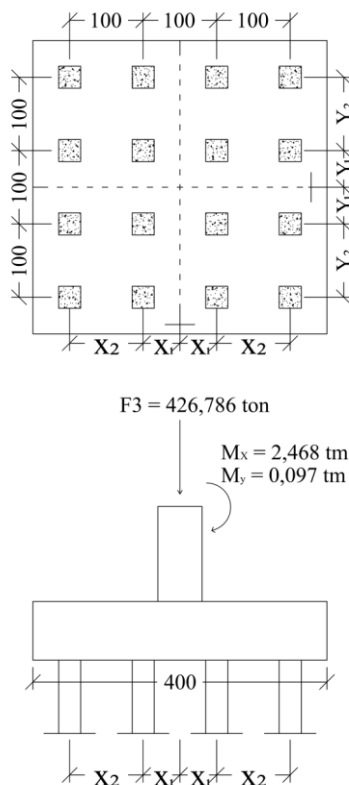 100 100 100
100
100
100
Y₂
Y₁
Y₁
Y₂
X₂ X₁ X₁ X₂
F3 = 426,786 ton
Mₓ = 2,468 tm
Mᵧ = 0,097 tm
400
X₂ X₁ X₁ X₂